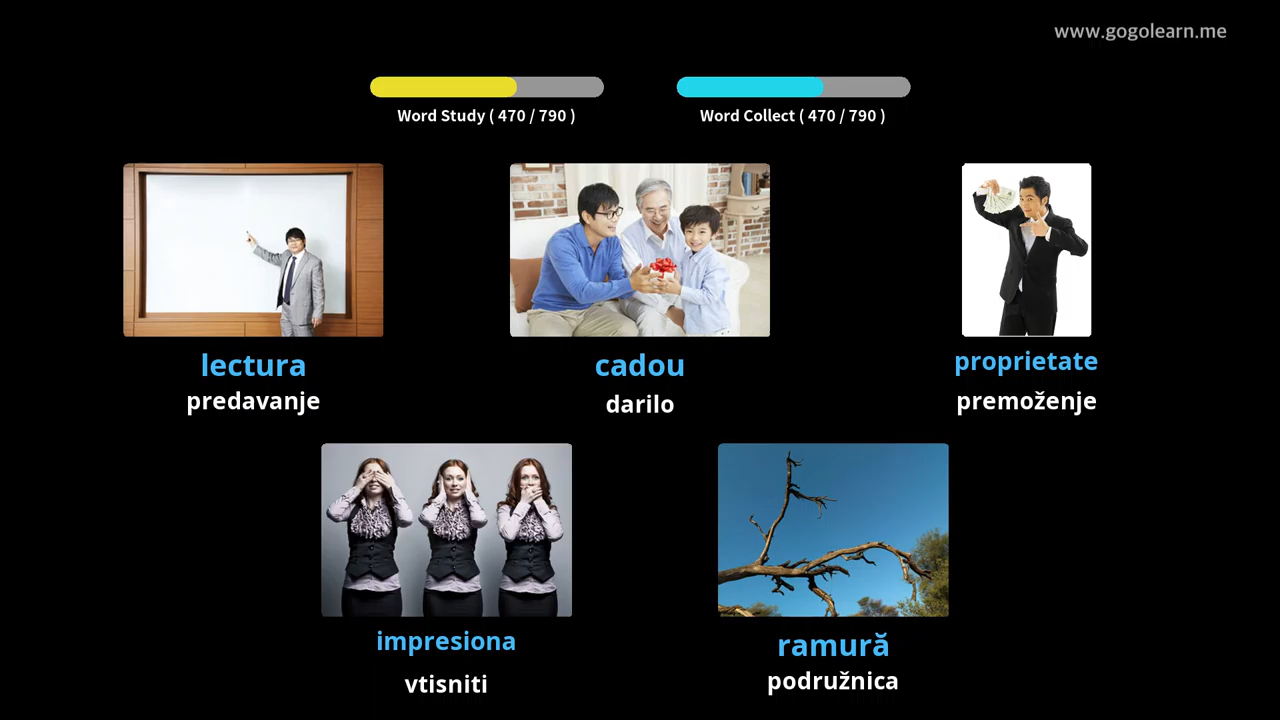 www.gogolearn.me
Word Study ( 470 / 790 )
Word Collect ( 470 / 790 )
lectura
predavanje
cadou
darilo
proprietate
premoženje
impresiona
vtisniti
ramură
podružnica